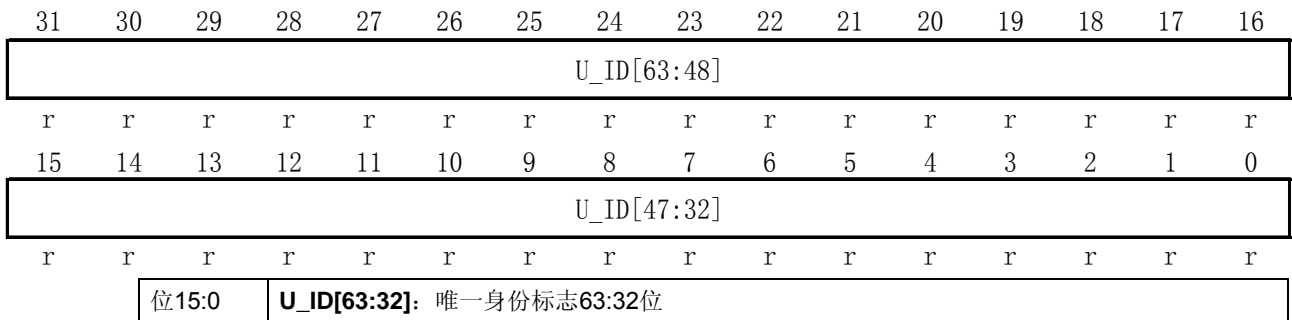 31 30 29 28 27 26 25 24 23 22 21 20 19 18 17 16
U_ID[63:48]
r r r r r r r r r r r r r r r r
15 14 13 12 11 10 9 8 7 6 5 4 3 2 1 0
U_ID[47:32]
r r r r r r r r r r r r r r r r
位15:0 U_ID[63:32]：唯一身份标志63:32位